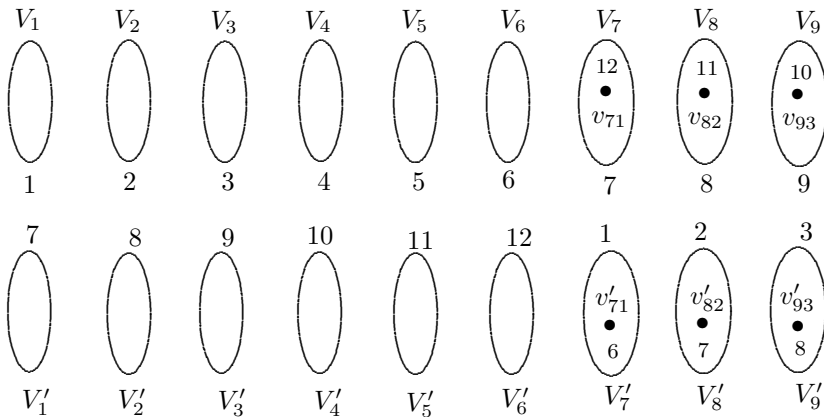 V₁ V₂ V₃ V₄ V₅ V₆ V₇ V₈ V₉
12 11 10
v₇₁ v₈₂ v₉₃
1 2 3 4 5 6 7 8 9
7 8 9 10 11 12 1 2 3
v′₇₁ v′₈₂ v′₉₃
6 7 8
V′₁ V′₂ V′₃ V′₄ V′₅ V′₆ V′₇ V′₈ V′₉